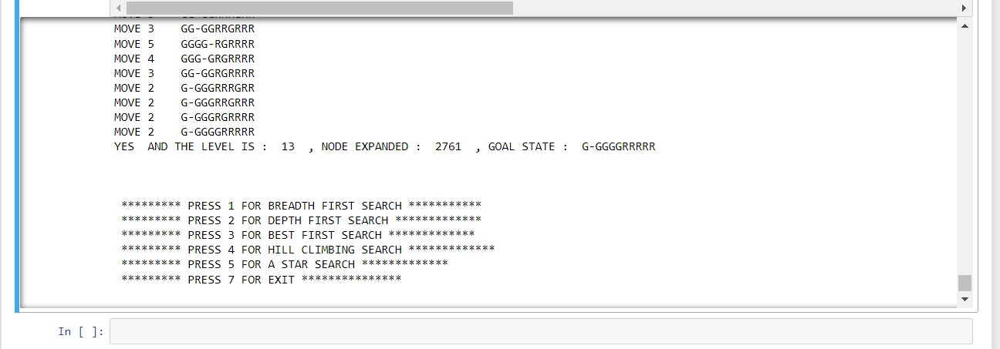 MOVE 3    GG-GGRRGRRR
MOVE 5    GGGG-RGRRRR
MOVE 4    GGG-GRGRRRR
MOVE 3    GG-GGRGRRRR
MOVE 2    G-GGGRRRGRR
MOVE 2    G-GGGRRGRRR
MOVE 2    G-GGGRGRRRR
MOVE 2    G-GGGGRRRRR
YES  AND THE LEVEL IS :  13  , NODE EXPANDED :  2761  , GOAL STATE :  G-GGGGRRRRR
********* PRESS 1 FOR BREADTH FIRST SEARCH ***********
********* PRESS 2 FOR DEPTH FIRST SEARCH *************
********* PRESS 3 FOR BEST FIRST SEARCH *************
********* PRESS 4 FOR HILL CLIMBING SEARCH *************
********* PRESS 5 FOR A STAR SEARCH *************
********* PRESS 7 FOR EXIT ***************
In [ ]: